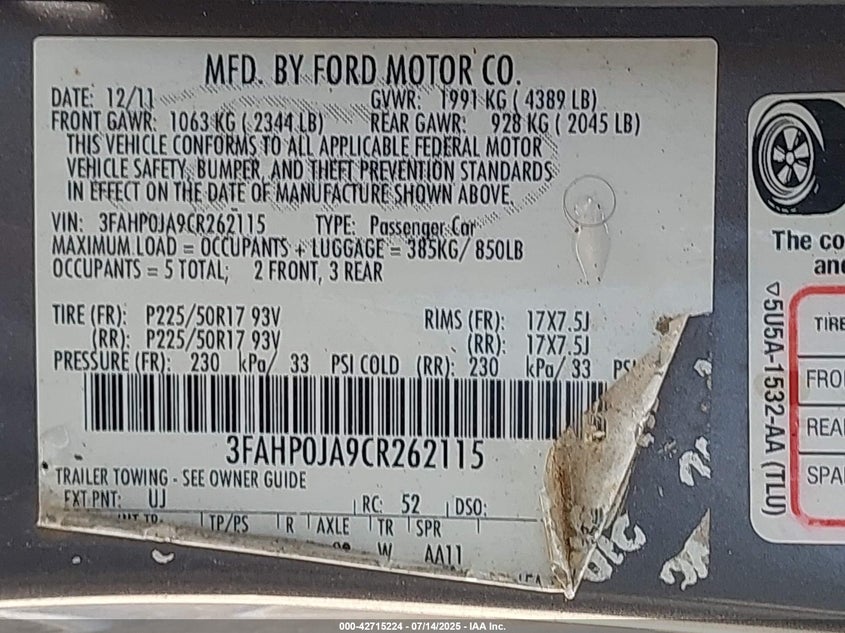 MFD. BY FORD MOTOR CO.
DATE: 12/11 GVWR: 1991 KG ( 4389 LB)
FRONT GAWR: 1063 KG ( 2344 LB) REAR GAWR: 928 KG ( 2045 LB)
THIS VEHICLE CONFORMS TO ALL APPLICABLE FEDERAL MOTOR
VEHICLE SAFETY, BUMPER, AND THEFT PREVENTION STANDARDS
IN EFFECT ON THE DATE OF MANUFACTURE SHOWN ABOVE.
VIN: 3FAHP0JA9CR262115 TYPE: Passenger Car
MAXIMUM LOAD = OCCUPANTS + LUGGAGE = 385KG/ 850LB
OCCUPANTS = 5 TOTAL; 2 FRONT, 3 REAR
TIRE (FR): P225/50R17 93V RIMS (FR): 17X7.5J
(RR): P225/50R17 93V (RR): 17X7.5J
PRESSURE (FR): 230 kPa/ 33 PSI COLD (RR): 230 kPa/ 33
3FAHP0JA9CR262115
TRAILER TOWING - SEE OWNER GUIDE
EXT PNT: UJ RC: 52 DSO:
TP/PS R AXLE TR SPR
W AA11
The co
and
TIRE
FRO
REA
SPA
5U5A-1532-AA (TLU)
000-42715224 - 07/14/2025 - IAA Inc.